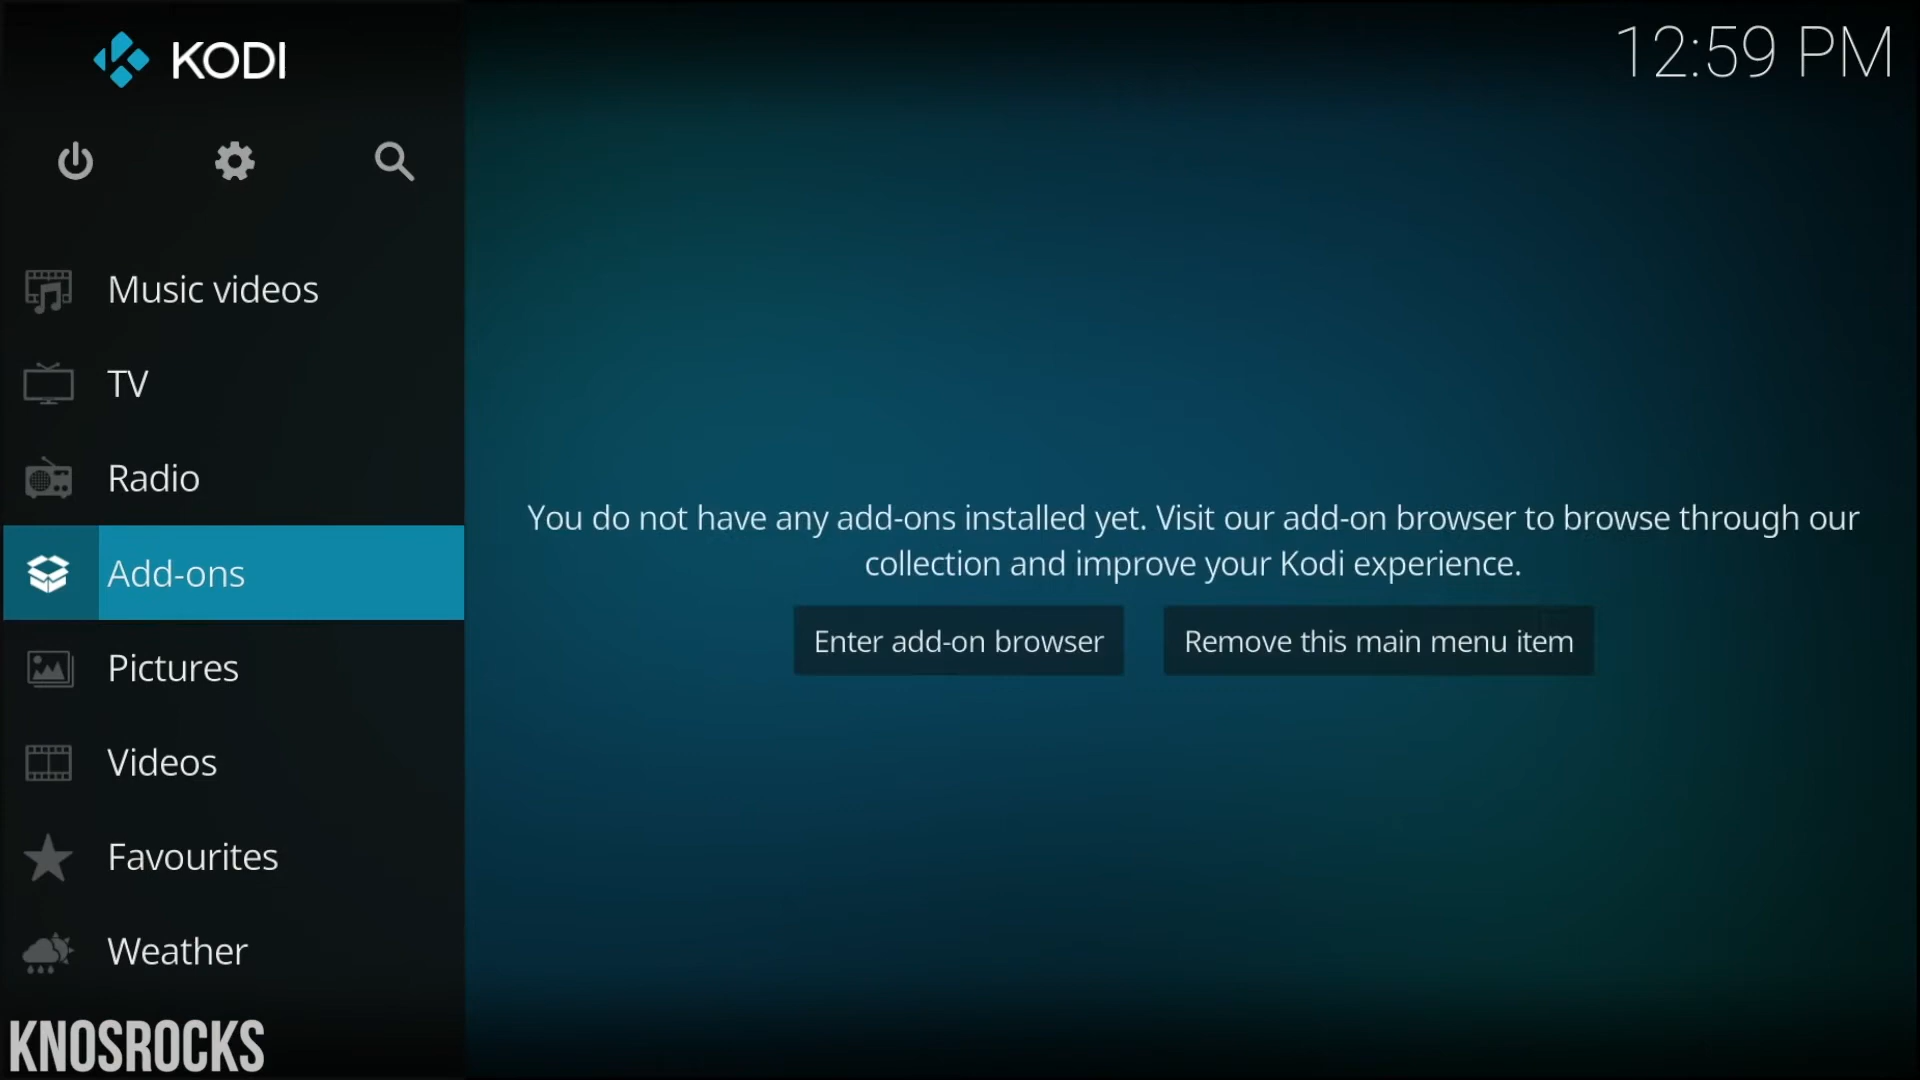 KODI
12:59 PM
Music videos
TV
Radio
Add-ons
Pictures
Videos
Favourites
Weather
You do not have any add-ons installed yet. Visit our add-on browser to browse through our
collection and improve your Kodi experience.
Enter add-on browser
Remove this main menu item
KNOSROCKS